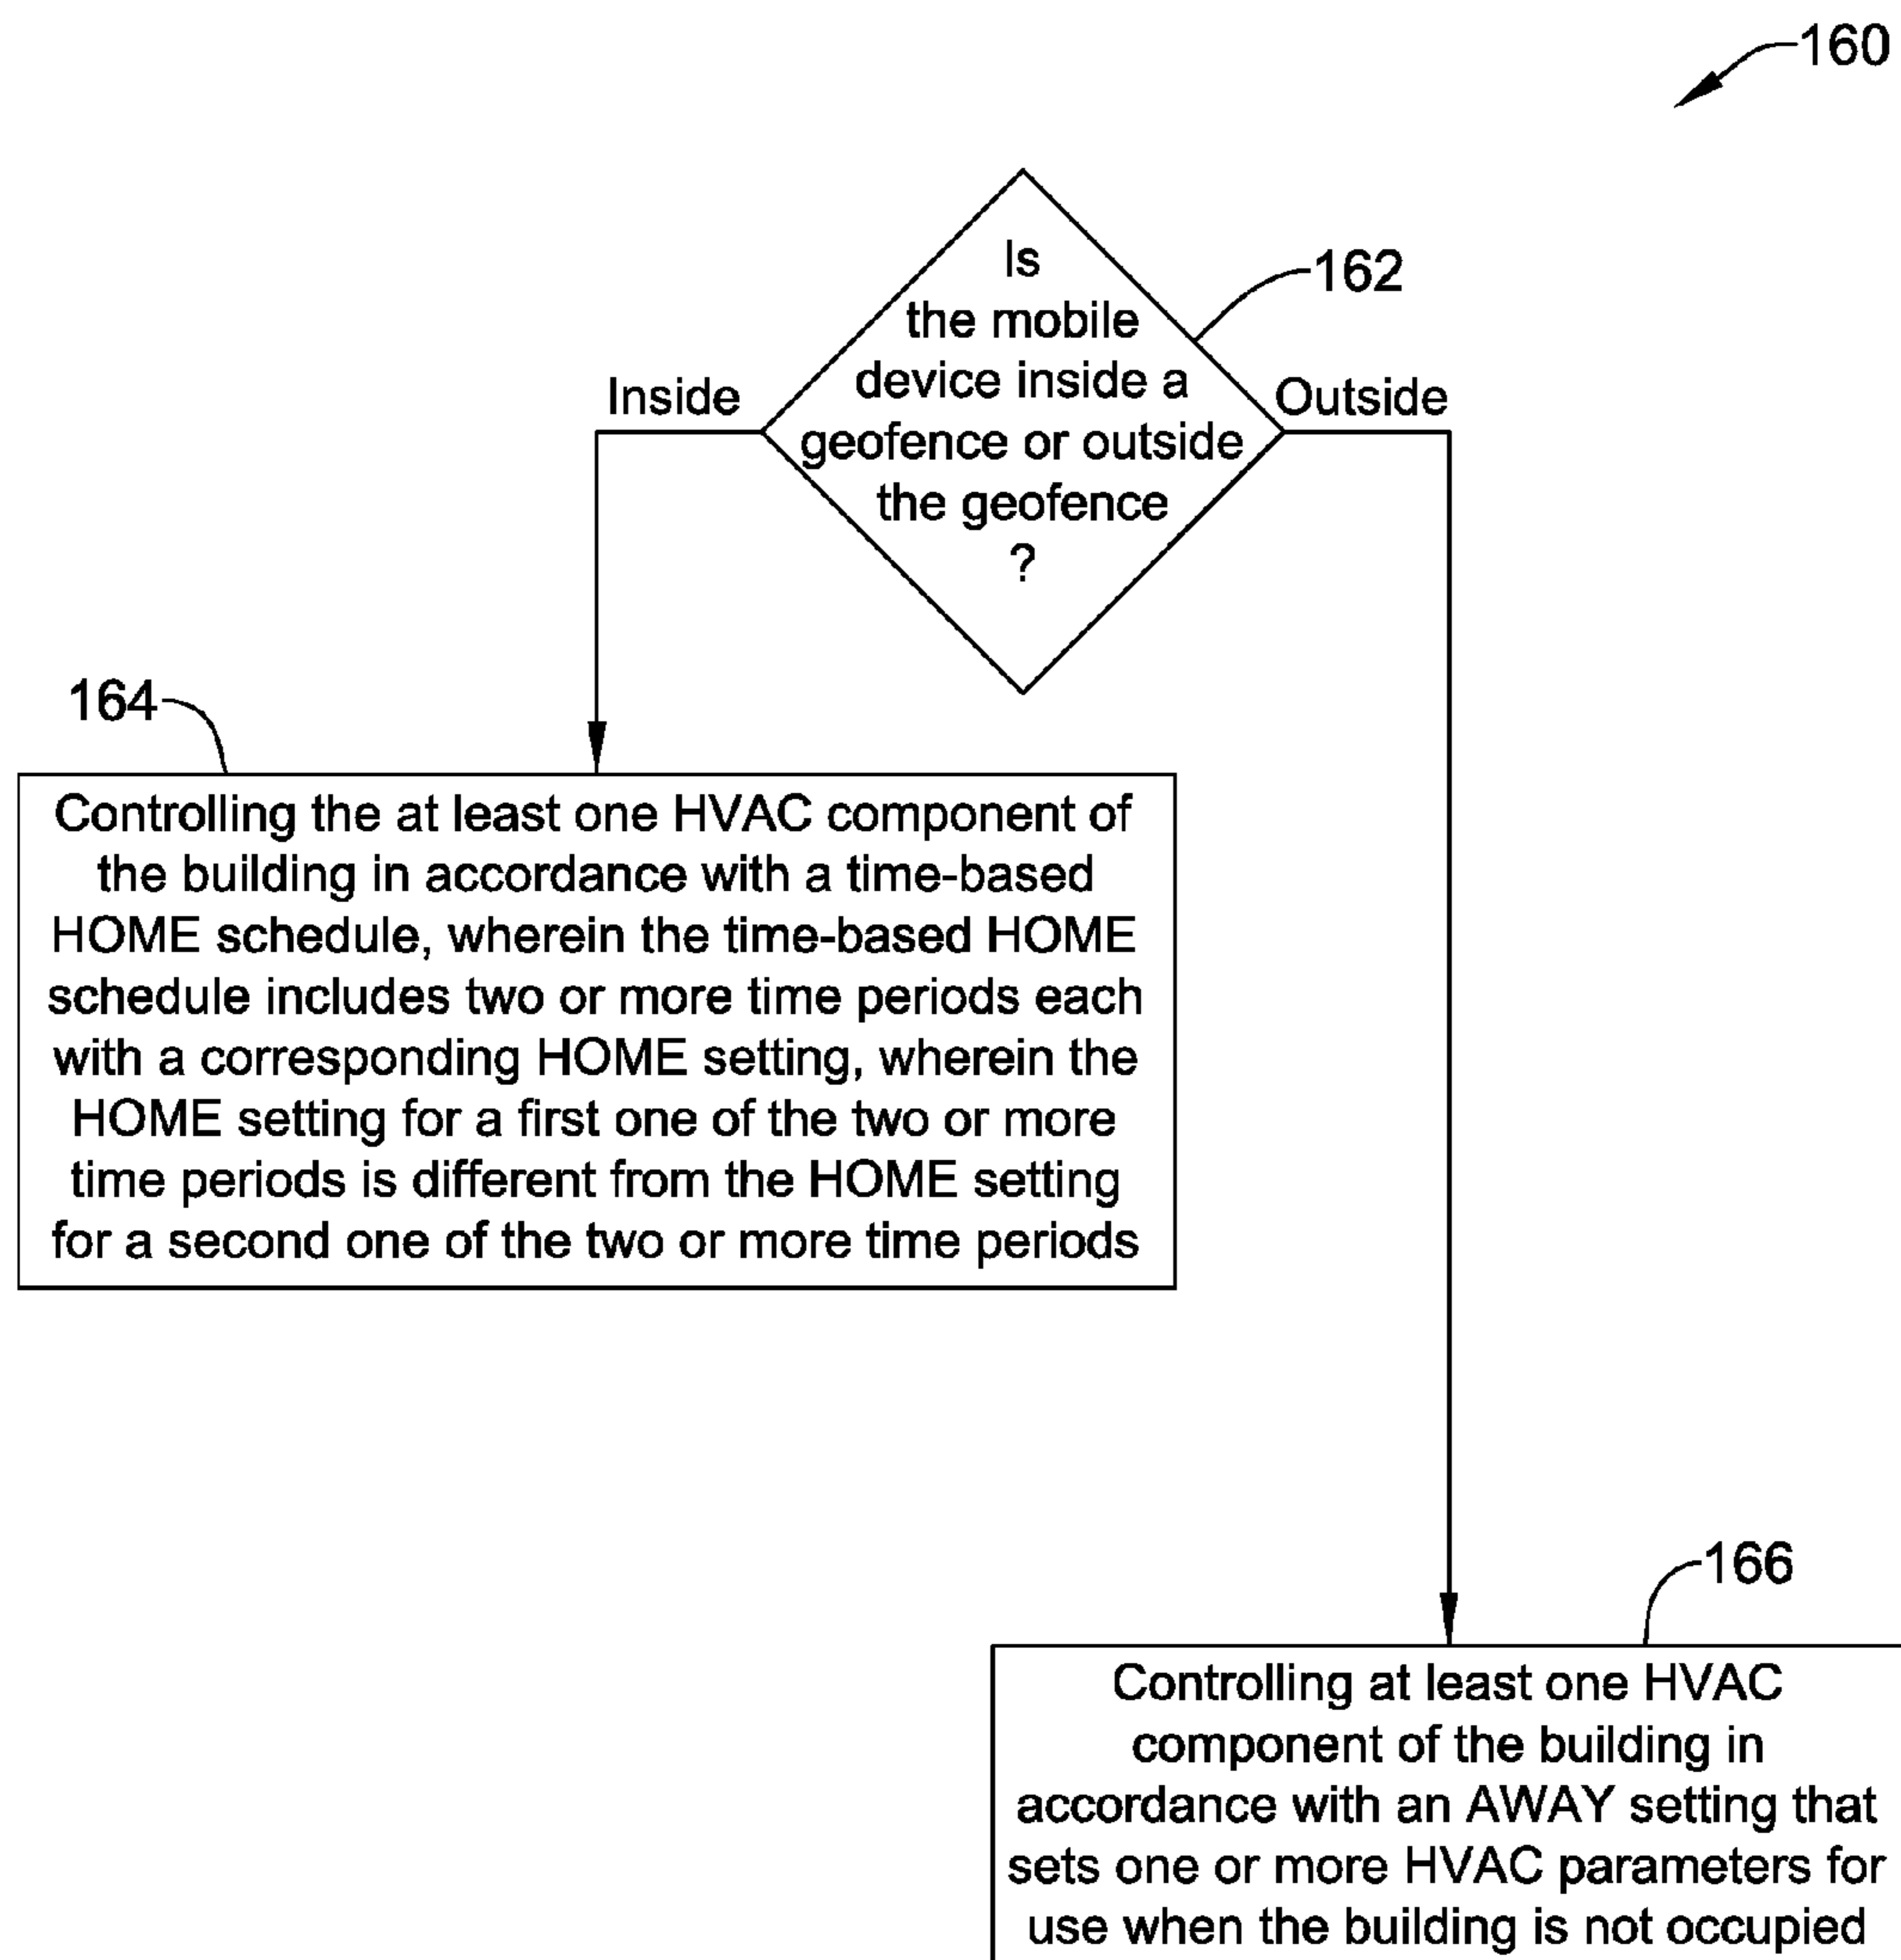 160
Is
the mobile
device inside a
geofence or outside
the geofence
?
162
Inside
Outside
164
Controlling the at least one HVAC component of
the building in accordance with a time-based
HOME schedule, wherein the time-based HOME
schedule includes two or more time periods each
with a corresponding HOME setting, wherein the
HOME setting for a first one of the two or more
time periods is different from the HOME setting
for a second one of the two or more time periods
166
Controlling at least one HVAC
component of the building in
accordance with an AWAY setting that
sets one or more HVAC parameters for
use when the building is not occupied